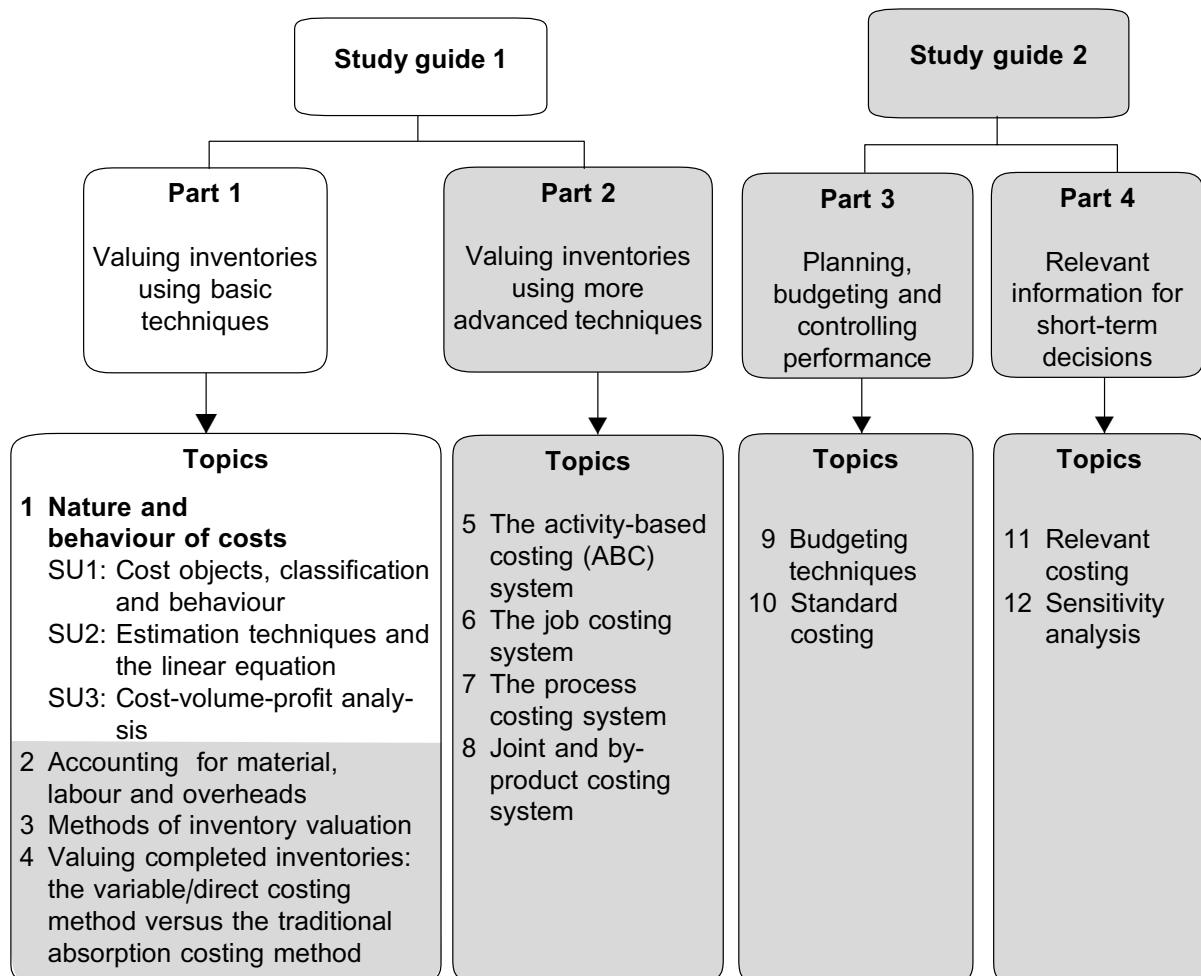 Study guide 1
Study guide 2
Part 1
Valuing inventories
using basic
techniques
Part 2
Valuing inventories
using more
advanced techniques
Part 3
Planning,
budgeting and
controlling
performance
Part 4
Relevant
information for
short-term
decisions
Topics
1 Nature and
behaviour of costs
SU1: Cost objects, classification
and behaviour
SU2: Estimation techniques and
the linear equation
SU3: Cost-volume-profit analy-
sis
2 Accounting for material,
labour and overheads
3 Methods of inventory valuation
4 Valuing completed inventories:
the variable/direct costing
method versus the traditional
absorption costing method
Topics
5 The activity-based
costing (ABC)
system
6 The job costing
system
7 The process
costing system
8 Joint and by-
product costing
system
Topics
9 Budgeting
techniques
10 Standard
costing
Topics
11 Relevant
costing
12 Sensitivity
analysis